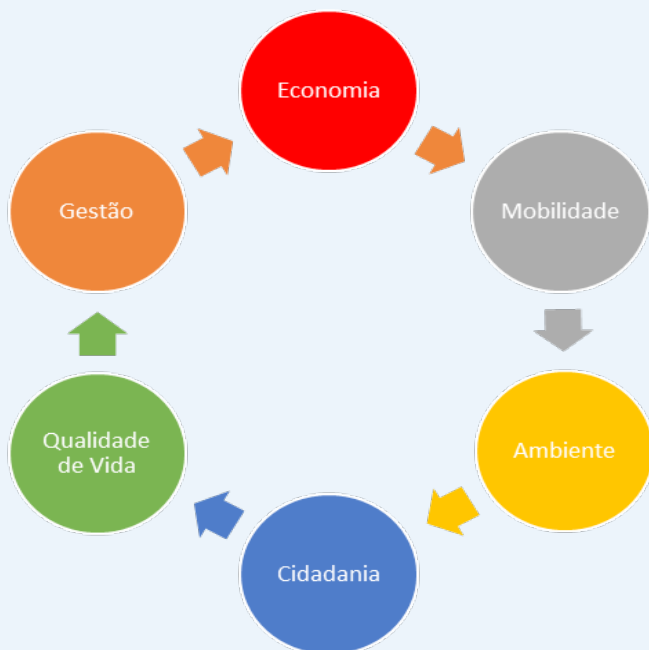 Economia
Mobilidade
Ambiente
Cidadania
Qualidade
de Vida
Gestão